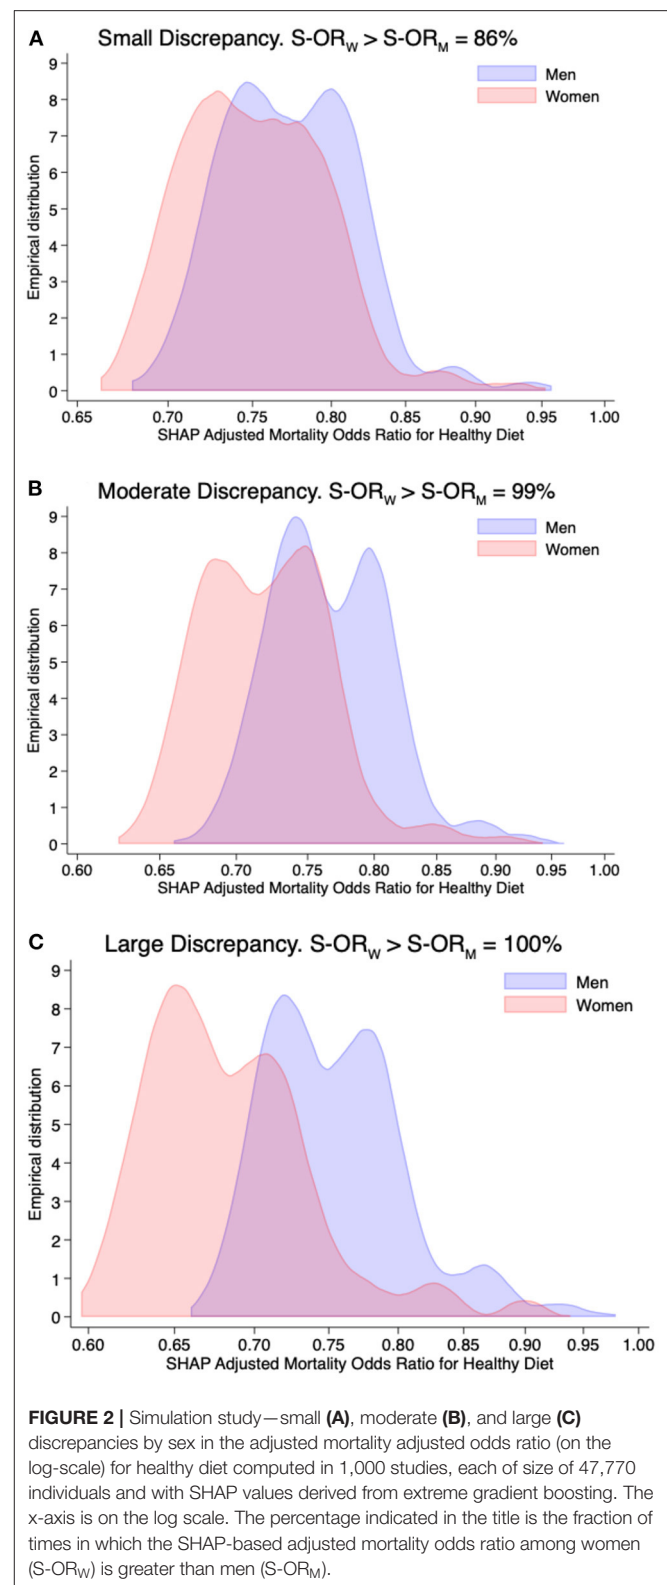 A
Small Discrepancy. S-ORW > S-ORM = 86%
Men
Women
Empirical distribution
9
8
7
6
5
4
3
2
1
0
0.65 0.70 0.75 0.80 0.85 0.90 0.95 1.00
SHAP Adjusted Mortality Odds Ratio for Healthy Diet
B
Moderate Discrepancy. S-ORW > S-ORM = 99%
Men
Women
Empirical distribution
9
8
7
6
5
4
3
2
1
0
0.60 0.65 0.70 0.75 0.80 0.85 0.90 0.95 1.00
SHAP Adjusted Mortality Odds Ratio for Healthy Diet
C
Large Discrepancy. S-ORW > S-ORM = 100%
Men
Women
Empirical distribution
9
8
7
6
5
4
3
2
1
0
0.60 0.65 0.70 0.75 0.80 0.85 0.90 0.95 1.00
SHAP Adjusted Mortality Odds Ratio for Healthy Diet
FIGURE 2 | Simulation study—small (A), moderate (B), and large (C)
discrepancies by sex in the adjusted mortality adjusted odds ratio (on the
log-scale) for healthy diet computed in 1,000 studies, each of size of 47,770
individuals and with SHAP values derived from extreme gradient boosting. The
x-axis is on the log scale. The percentage indicated in the title is the fraction of
times in which the SHAP-based adjusted mortality odds ratio among women
(S-ORW) is greater than men (S-ORM).